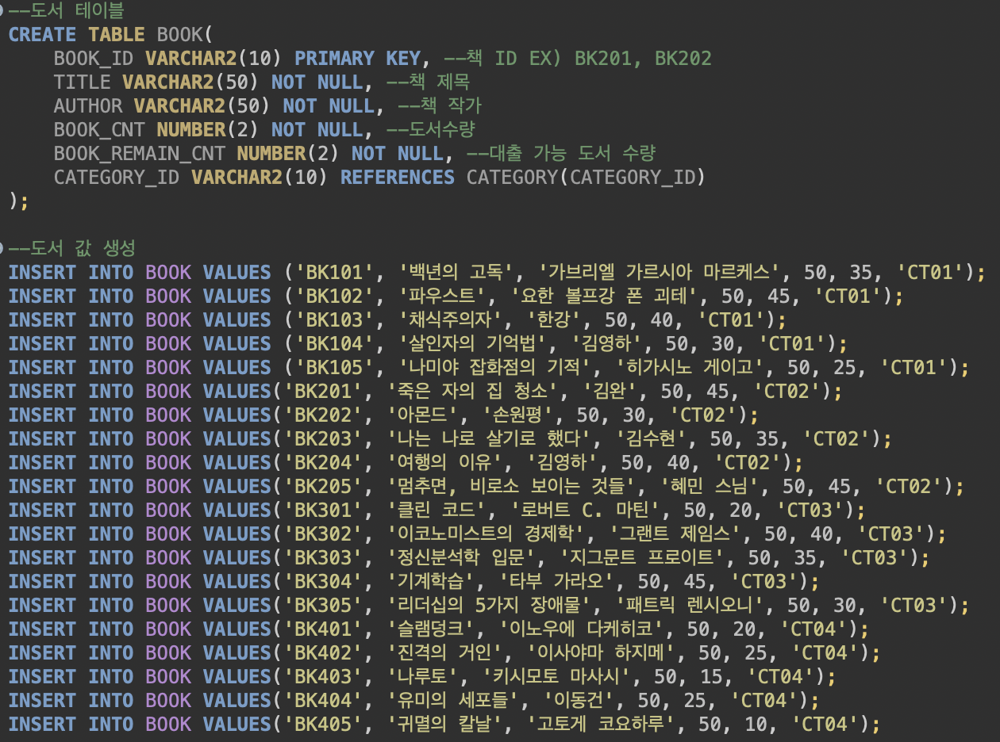 --도서 테이블
CREATE TABLE BOOK(
    BOOK_ID VARCHAR2(10) PRIMARY KEY, --책 ID EX) BK201, BK202
    TITLE VARCHAR2(50) NOT NULL, --책 제목
    AUTHOR VARCHAR2(50) NOT NULL, --책 작가
    BOOK_CNT NUMBER(2) NOT NULL, --도서수량
    BOOK_REMAIN_CNT NUMBER(2) NOT NULL, --대출 가능 도서 수량
    CATEGORY_ID VARCHAR2(10) REFERENCES CATEGORY(CATEGORY_ID)
);
--도서 값 생성
INSERT INTO BOOK VALUES ('BK101', '백년의 고독', '가브리엘 가르시아 마르케스', 50, 35, 'CT01');
INSERT INTO BOOK VALUES ('BK102', '파우스트', '요한 볼프강 폰 괴테', 50, 45, 'CT01');
INSERT INTO BOOK VALUES ('BK103', '채식주의자', '한강', 50, 40, 'CT01');
INSERT INTO BOOK VALUES ('BK104', '살인자의 기억법', '김영하', 50, 30, 'CT01');
INSERT INTO BOOK VALUES ('BK105', '나미야 잡화점의 기적', '히가시노 게이고', 50, 25, 'CT01');
INSERT INTO BOOK VALUES('BK201', '죽은 자의 집 청소', '김완', 50, 45, 'CT02');
INSERT INTO BOOK VALUES('BK202', '아몬드', '손원평', 50, 30, 'CT02');
INSERT INTO BOOK VALUES('BK203', '나는 나로 살기로 했다', '김수현', 50, 35, 'CT02');
INSERT INTO BOOK VALUES('BK204', '여행의 이유', '김영하', 50, 40, 'CT02');
INSERT INTO BOOK VALUES('BK205', '멈추면, 비로소 보이는 것들', '혜민 스님', 50, 45, 'CT02');
INSERT INTO BOOK VALUES('BK301', '클린 코드', '로버트 C. 마틴', 50, 20, 'CT03');
INSERT INTO BOOK VALUES('BK302', '이코노미스트의 경제학', '그랜트 제임스', 50, 40, 'CT03');
INSERT INTO BOOK VALUES('BK303', '정신분석학 입문', '지그문트 프로이트', 50, 35, 'CT03');
INSERT INTO BOOK VALUES('BK304', '기계학습', '타부 가라오', 50, 45, 'CT03');
INSERT INTO BOOK VALUES('BK305', '리더십의 5가지 장애물', '패트릭 렌시오니', 50, 30, 'CT03');
INSERT INTO BOOK VALUES('BK401', '슬램덩크', '이노우에 다케히코', 50, 20, 'CT04');
INSERT INTO BOOK VALUES('BK402', '진격의 거인', '이사야마 하지메', 50, 25, 'CT04');
INSERT INTO BOOK VALUES('BK403', '나루토', '키시모토 마사시', 50, 15, 'CT04');
INSERT INTO BOOK VALUES('BK404', '유미의 세포들', '이동건', 50, 25, 'CT04');
INSERT INTO BOOK VALUES('BK405', '귀멸의 칼날', '고토게 코요하루', 50, 10, 'CT04');